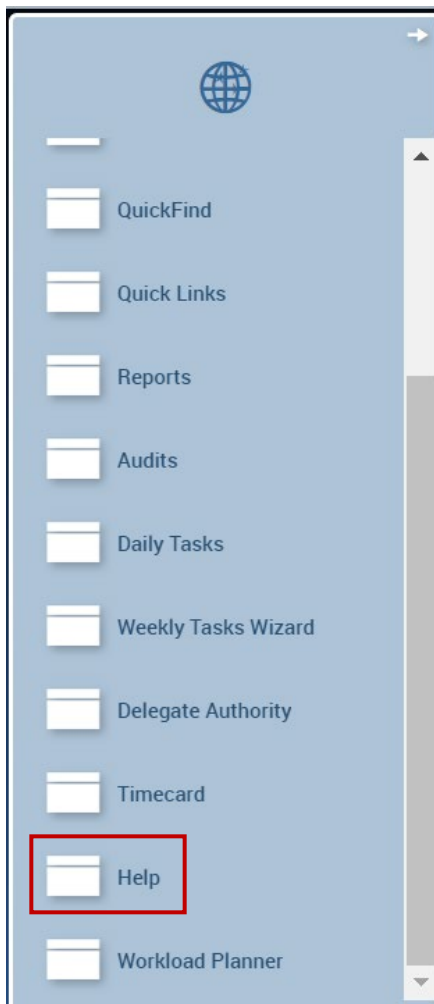 QuickFind
Quick Links
Reports
Audits
Daily Tasks
Weekly Tasks Wizard
Delegate Authority
Timecard
Help
Workload Planner